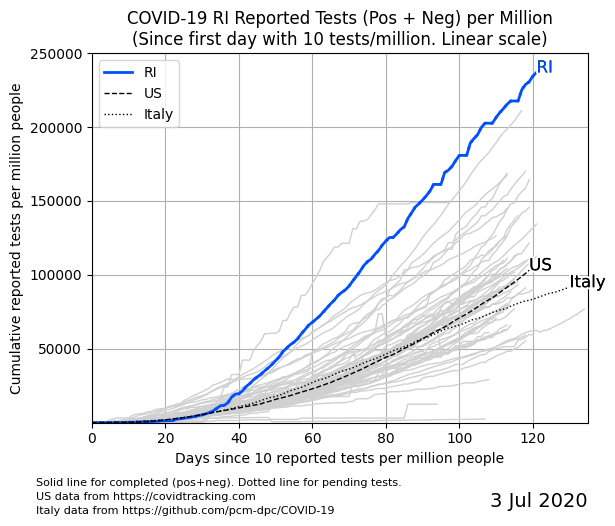 COVID-19 RI Reported Tests (Pos + Neg) per Million
(Since first day with 10 tests/million. Linear scale)
250000
200000
150000
100000
50000
Cumulative reported tests per million people
RI
US
Italy
RI
US
Italy
0 20 40 60 80 100 120
Days since 10 reported tests per million people
Solid line for completed (pos+neg). Dotted line for pending tests.
US data from https://covidtracking.com
Italy data from https://github.com/pcm-dpc/COVID-19
3 Jul 2020